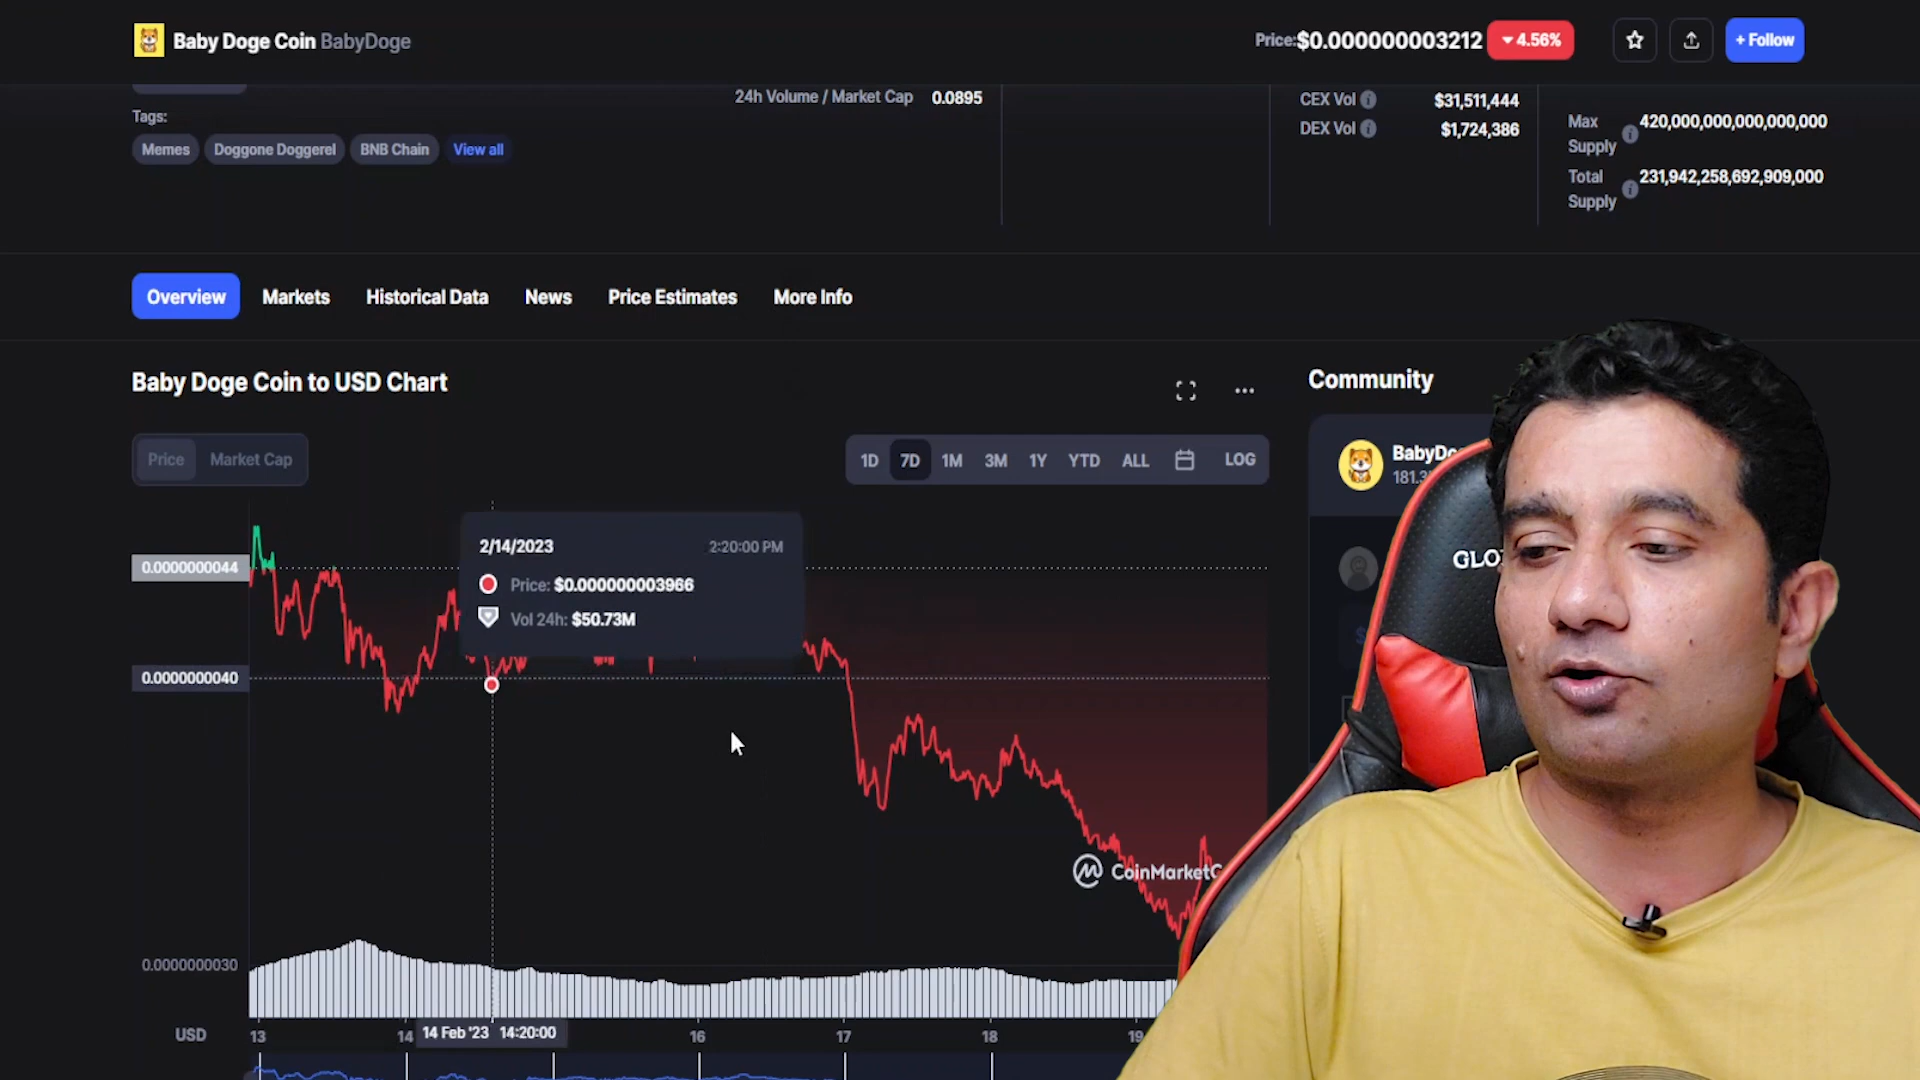 Baby Doge Coin BabyDoge
Price:$0.000000003212 4.56%
+ Follow
24h Volume / Market Cap 0.0895
CEX Vol $31,511,444
DEX Vol $1,724,386
Max Supply 420,000,000,000,000,000
Total Supply 231,942,258,692,909,000
Tags:
Memes Doggone Doggerel BNB Chain View all
Overview Markets Historical Data News Price Estimates More Info
Baby Doge Coin to USD Chart
Community
Price Market Cap
1D 7D 1M 3M 1Y YTD ALL LOG
2/14/2023 2:20:00 PM
Price: $0.000000003966
Vol 24h: $50.73M
0.0000000044
0.0000000040
0.0000000030
USD
13 14 14 Feb '23 14:20:00 16 17 18 19